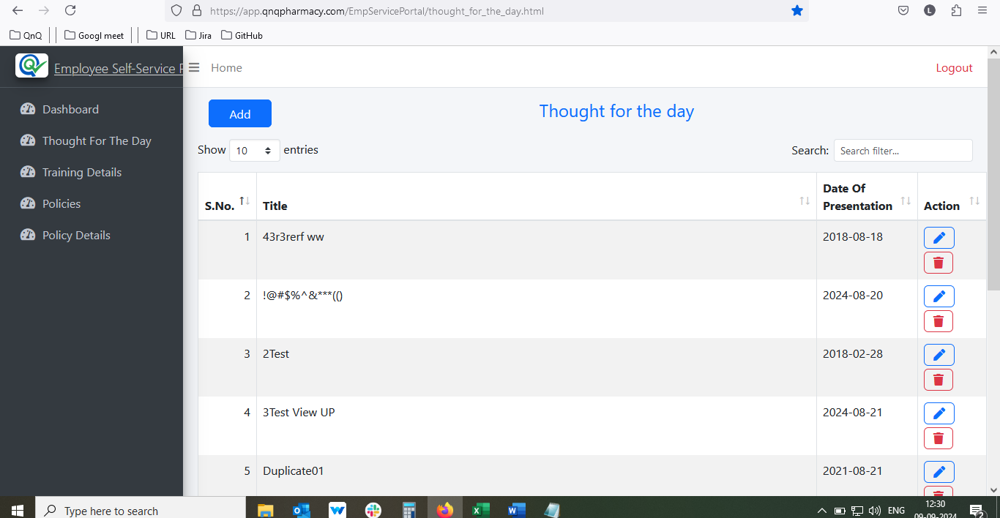 https://app.qnqpharmacy.com/EmpServicePortal/thought_for_the_day.html
L
QnQ
Googl meet
URL
Jira
GitHub
Employee Self-Service P
Home
Logout
Dashboard
Thought For The Day
Training Details
Policies
Policy Details
Add
Thought for the day
Show 10 entries
Search: Search filter...
S.No. Title Date Of Presentation Action
1 43r3rerf ww 2018-08-18
2 !@#$%^&***(() 2024-08-20
3 2Test 2018-02-28
4 3Test View UP 2024-08-21
5 Duplicate01 2021-08-21
Type here to search
ENG
12:30
09-09-2024
2